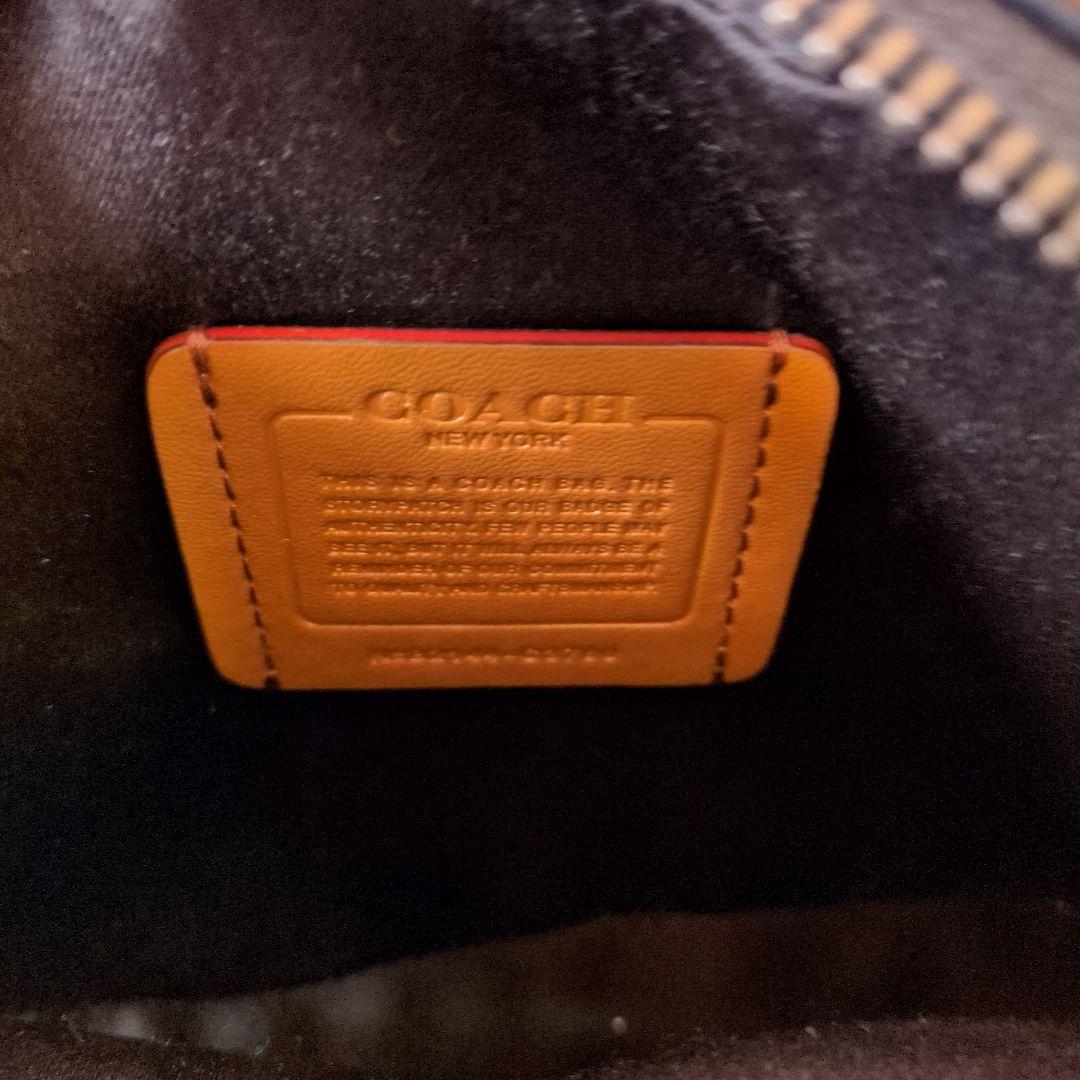 COACH
NEW YORK
THIS IS A COACH BAG. THE
STORYPATCH IS OUR BADGE OF
AUTHENTICITY. FEW PEOPLE MAY
SEE IT, BUT IT WILL ALWAYS BE A
REMINDER OF OUR COMMITMENT
TO QUALITY AND CRAFTSMANSHIP.